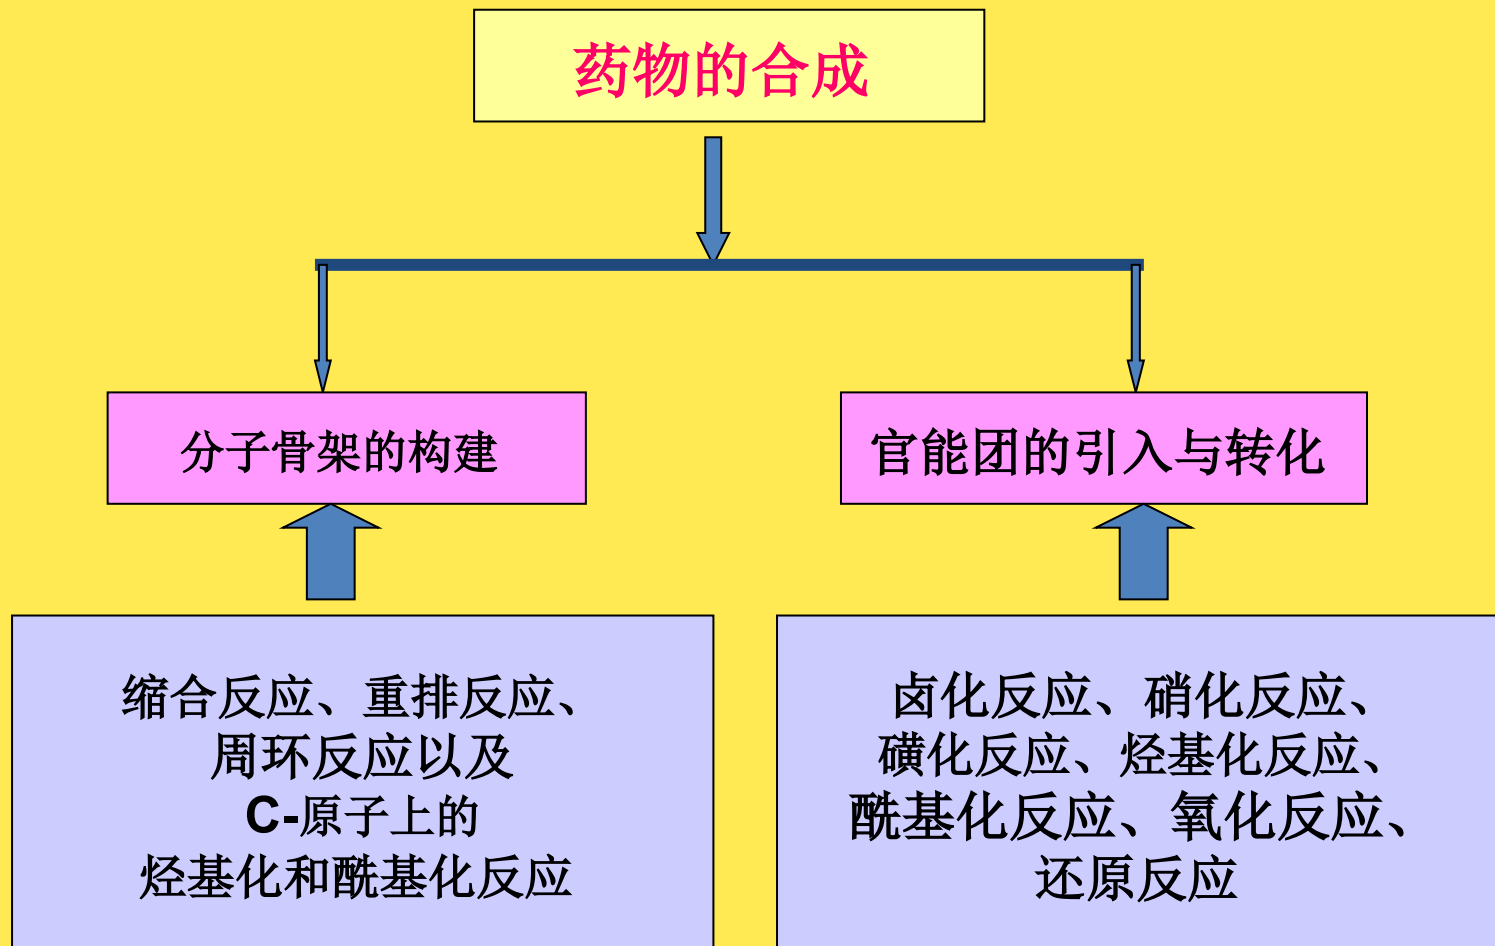 药物的合成
分子骨架的构建
官能团的引入与转化
缩合反应、重排反应、
周环反应以及
C-原子上的
烃基化和酰基化反应
卤化反应、硝化反应、
磺化反应、烃基化反应、
酰基化反应、氧化反应、
还原反应